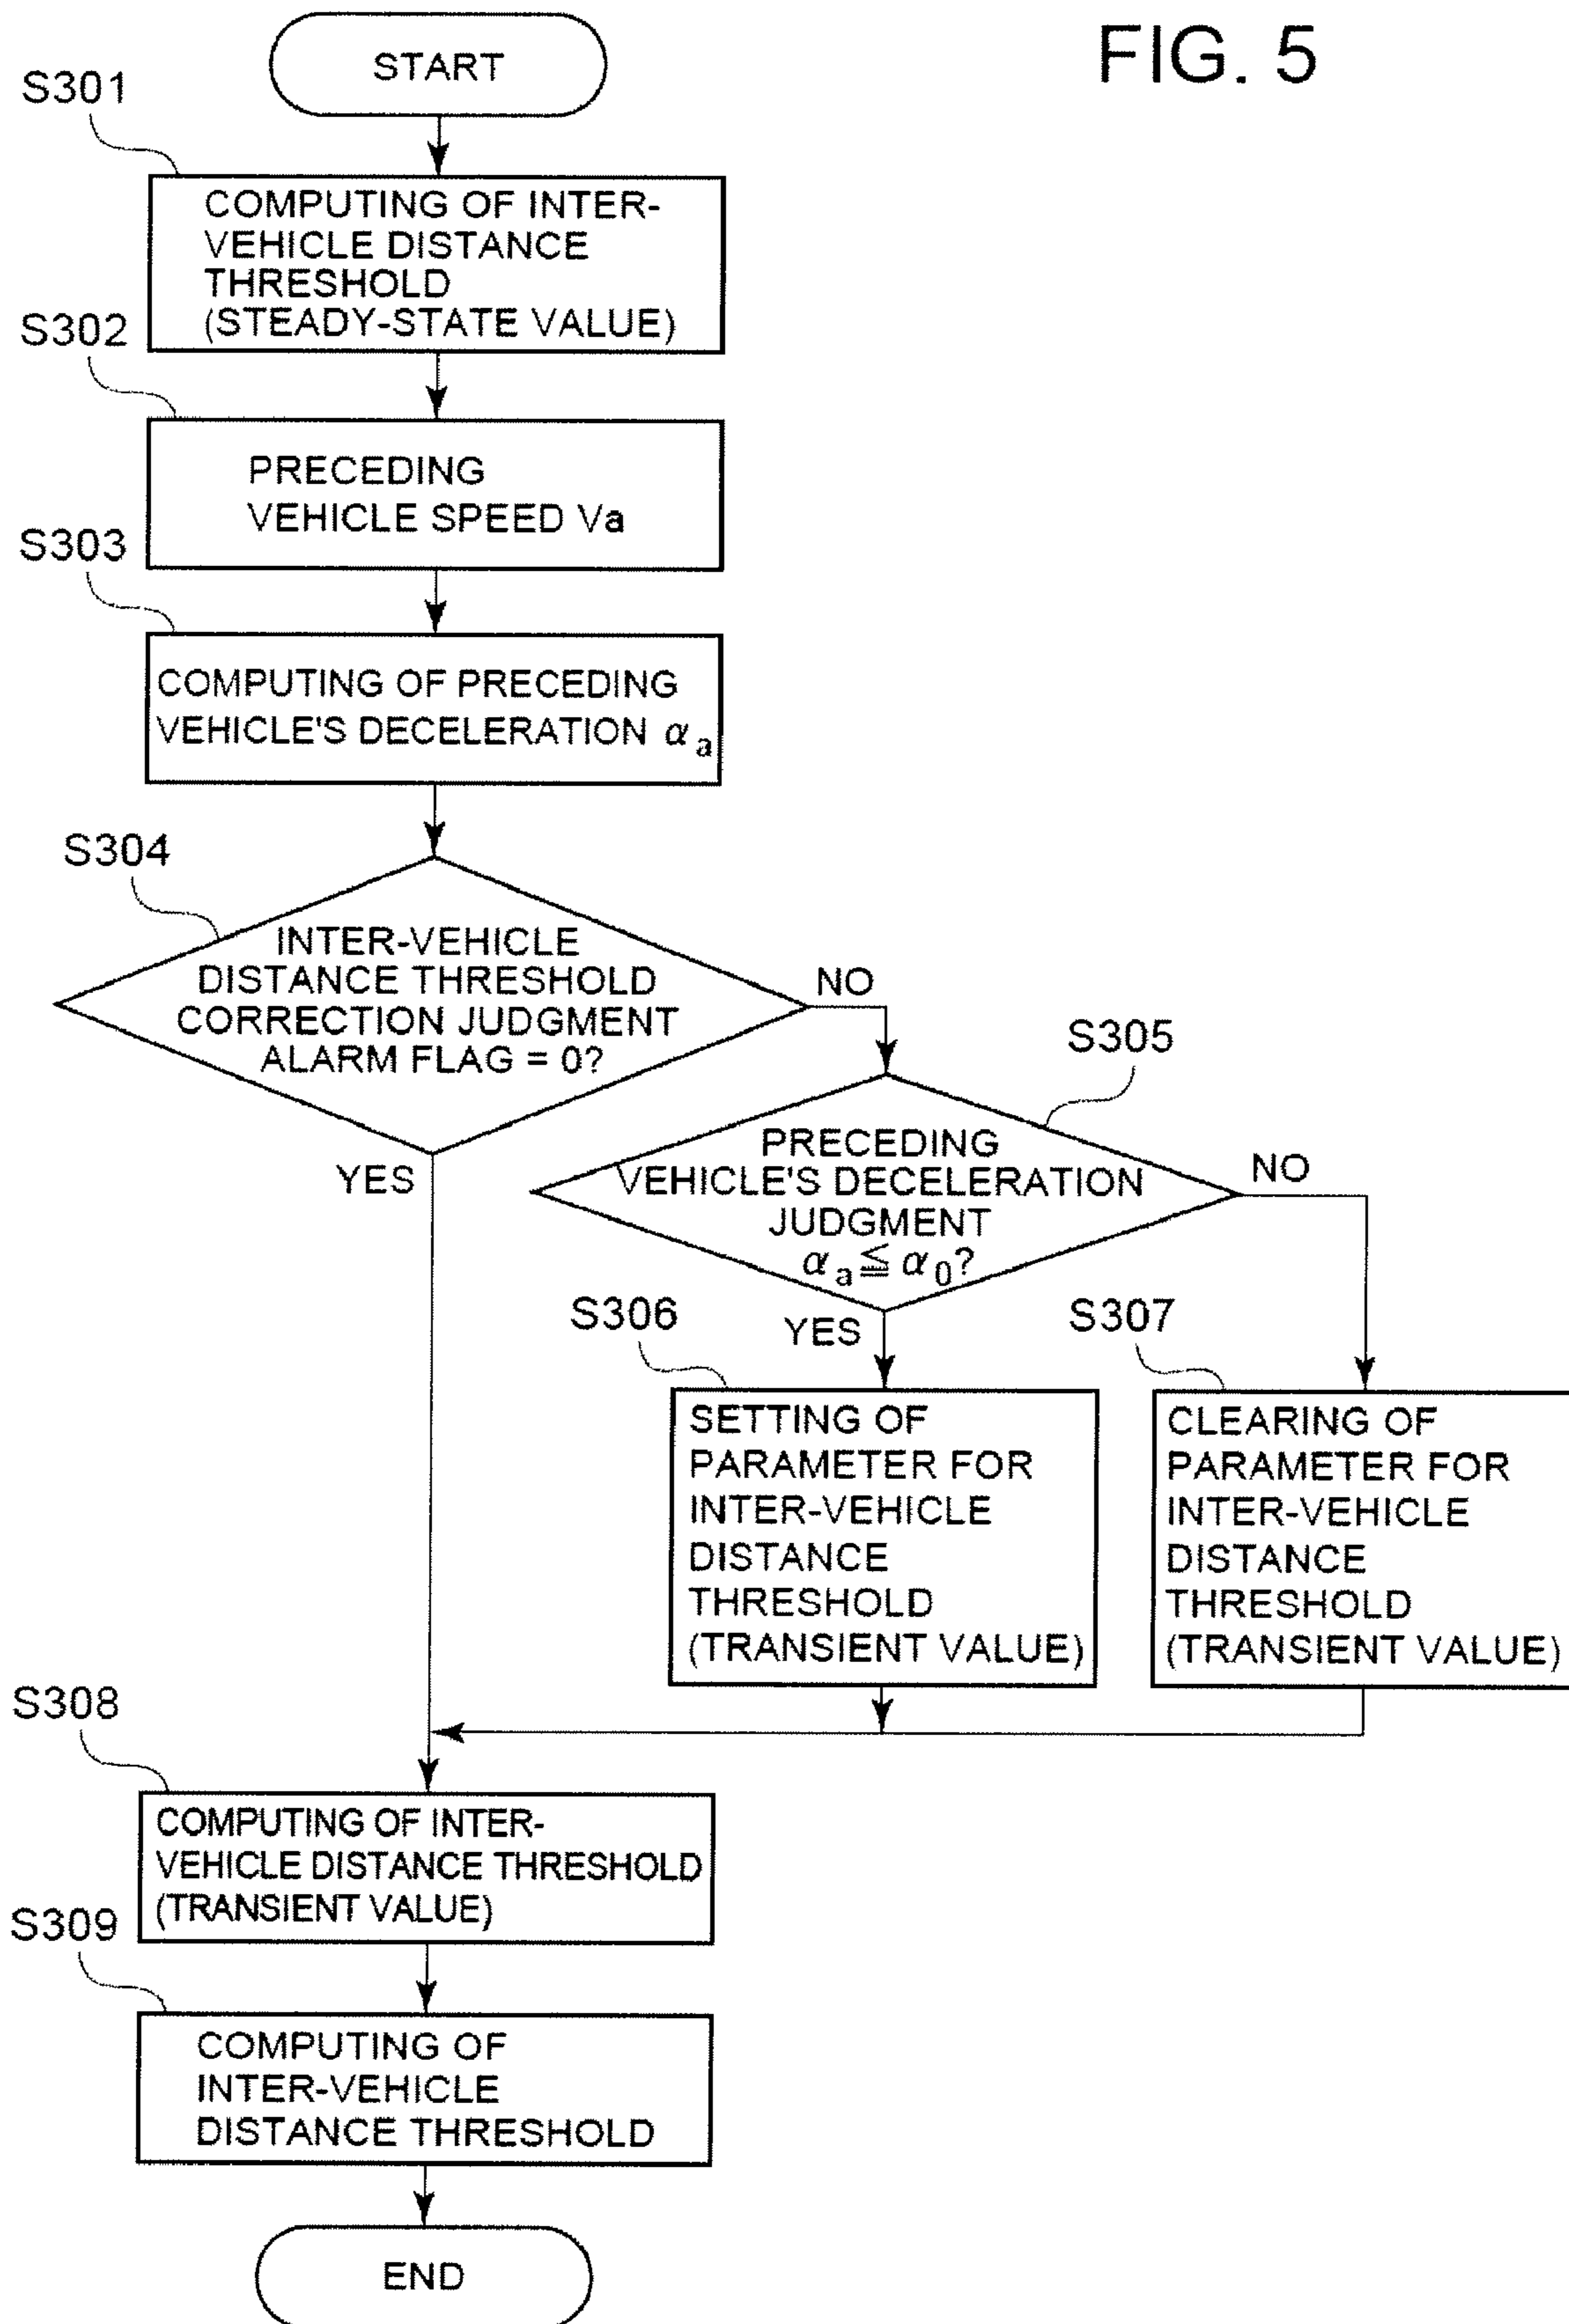 FIG. 5
START
S301
COMPUTING OF INTER-
VEHICLE DISTANCE
THRESHOLD
(STEADY-STATE VALUE)
S302
PRECEDING
VEHICLE SPEED Va
S303
COMPUTING OF PRECEDING
VEHICLE'S DECELERATION αa
S304
INTER-VEHICLE
DISTANCE THRESHOLD
CORRECTION JUDGMENT
ALARM FLAG = 0?
NO
YES
S305
PRECEDING
VEHICLE'S DECELERATION
JUDGMENT
αa≦α0?
NO
YES
S306
SETTING OF
PARAMETER FOR
INTER-VEHICLE
DISTANCE
THRESHOLD
(TRANSIENT VALUE)
S307
CLEARING OF
PARAMETER FOR
INTER-VEHICLE
DISTANCE
THRESHOLD
(TRANSIENT VALUE)
S308
COMPUTING OF INTER-
VEHICLE DISTANCE THRESHOLD
(TRANSIENT VALUE)
S309
COMPUTING OF
INTER-VEHICLE
DISTANCE THRESHOLD
END